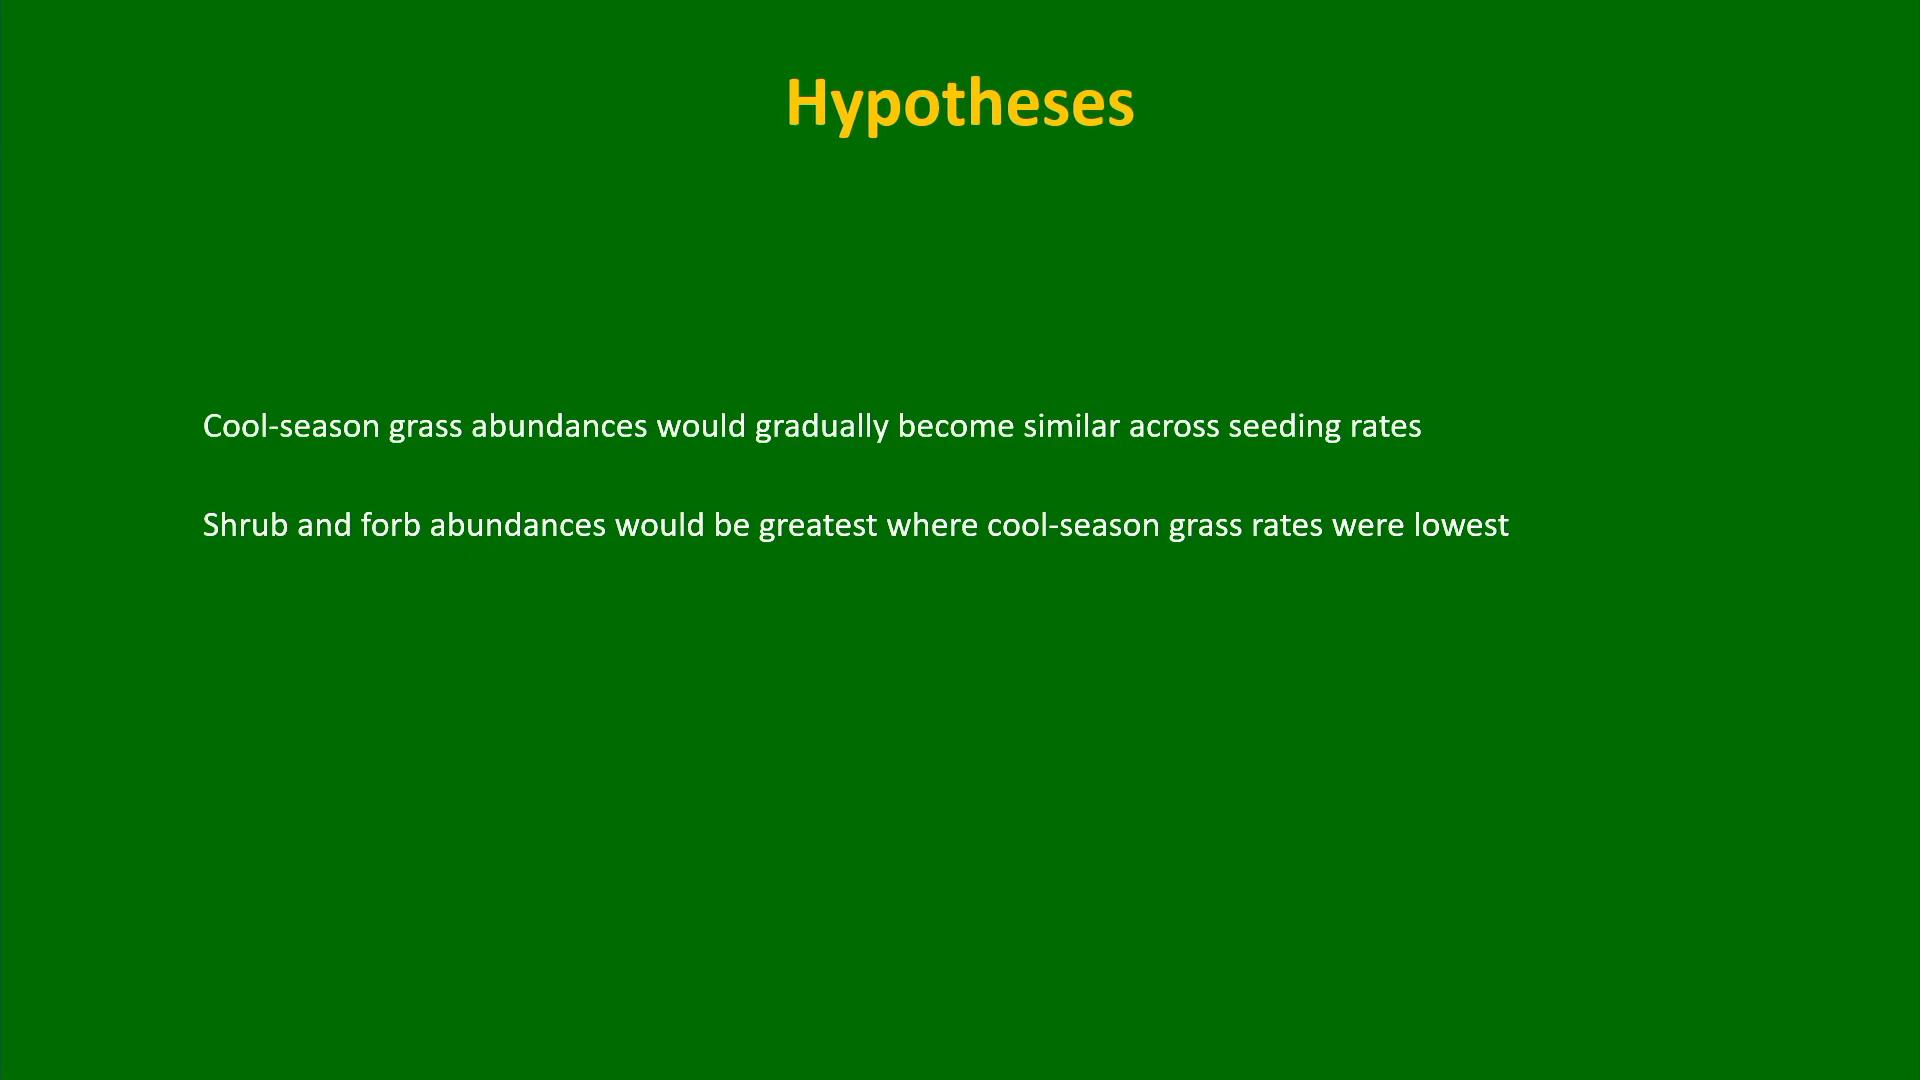 Hypotheses
Cool-season grass abundances would gradually become similar across seeding rates
Shrub and forb abundances would be greatest where cool-season grass rates were lowest